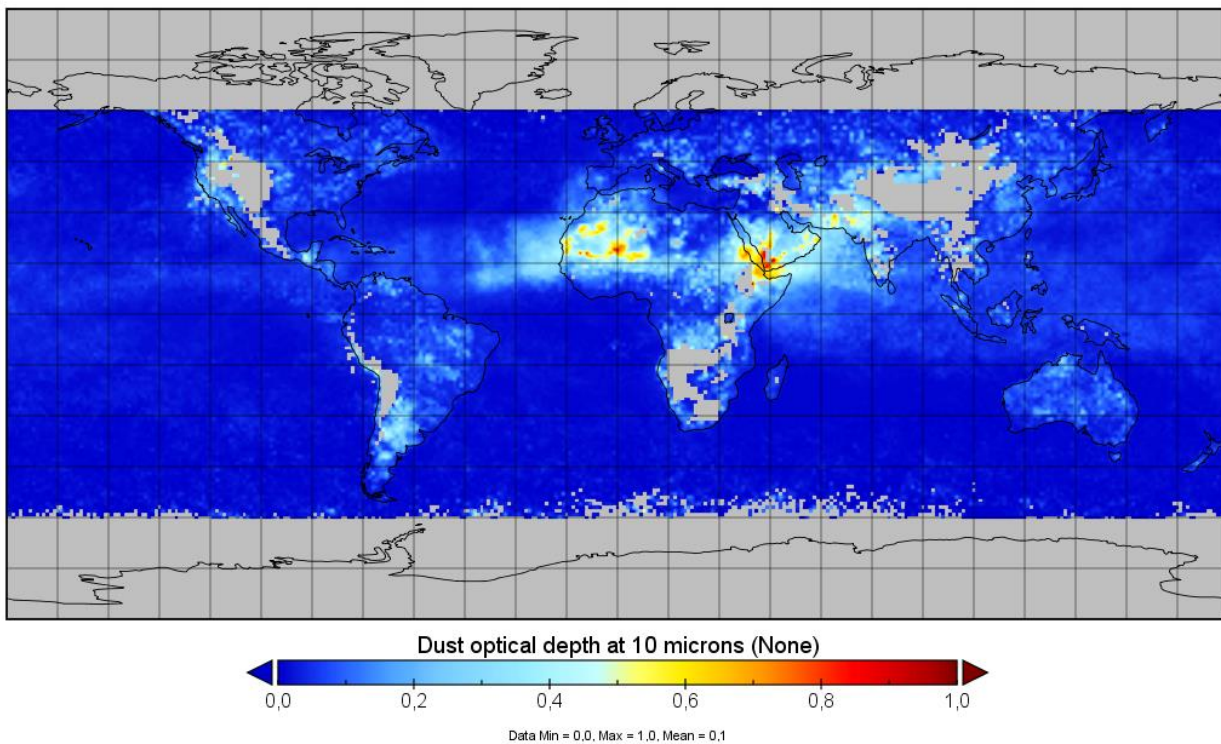 Dust optical depth at 10 microns (None)
0,0 0,2 0,4 0,6 0,8 1,0
Data Min = 0,0, Max = 1,0, Mean = 0,1